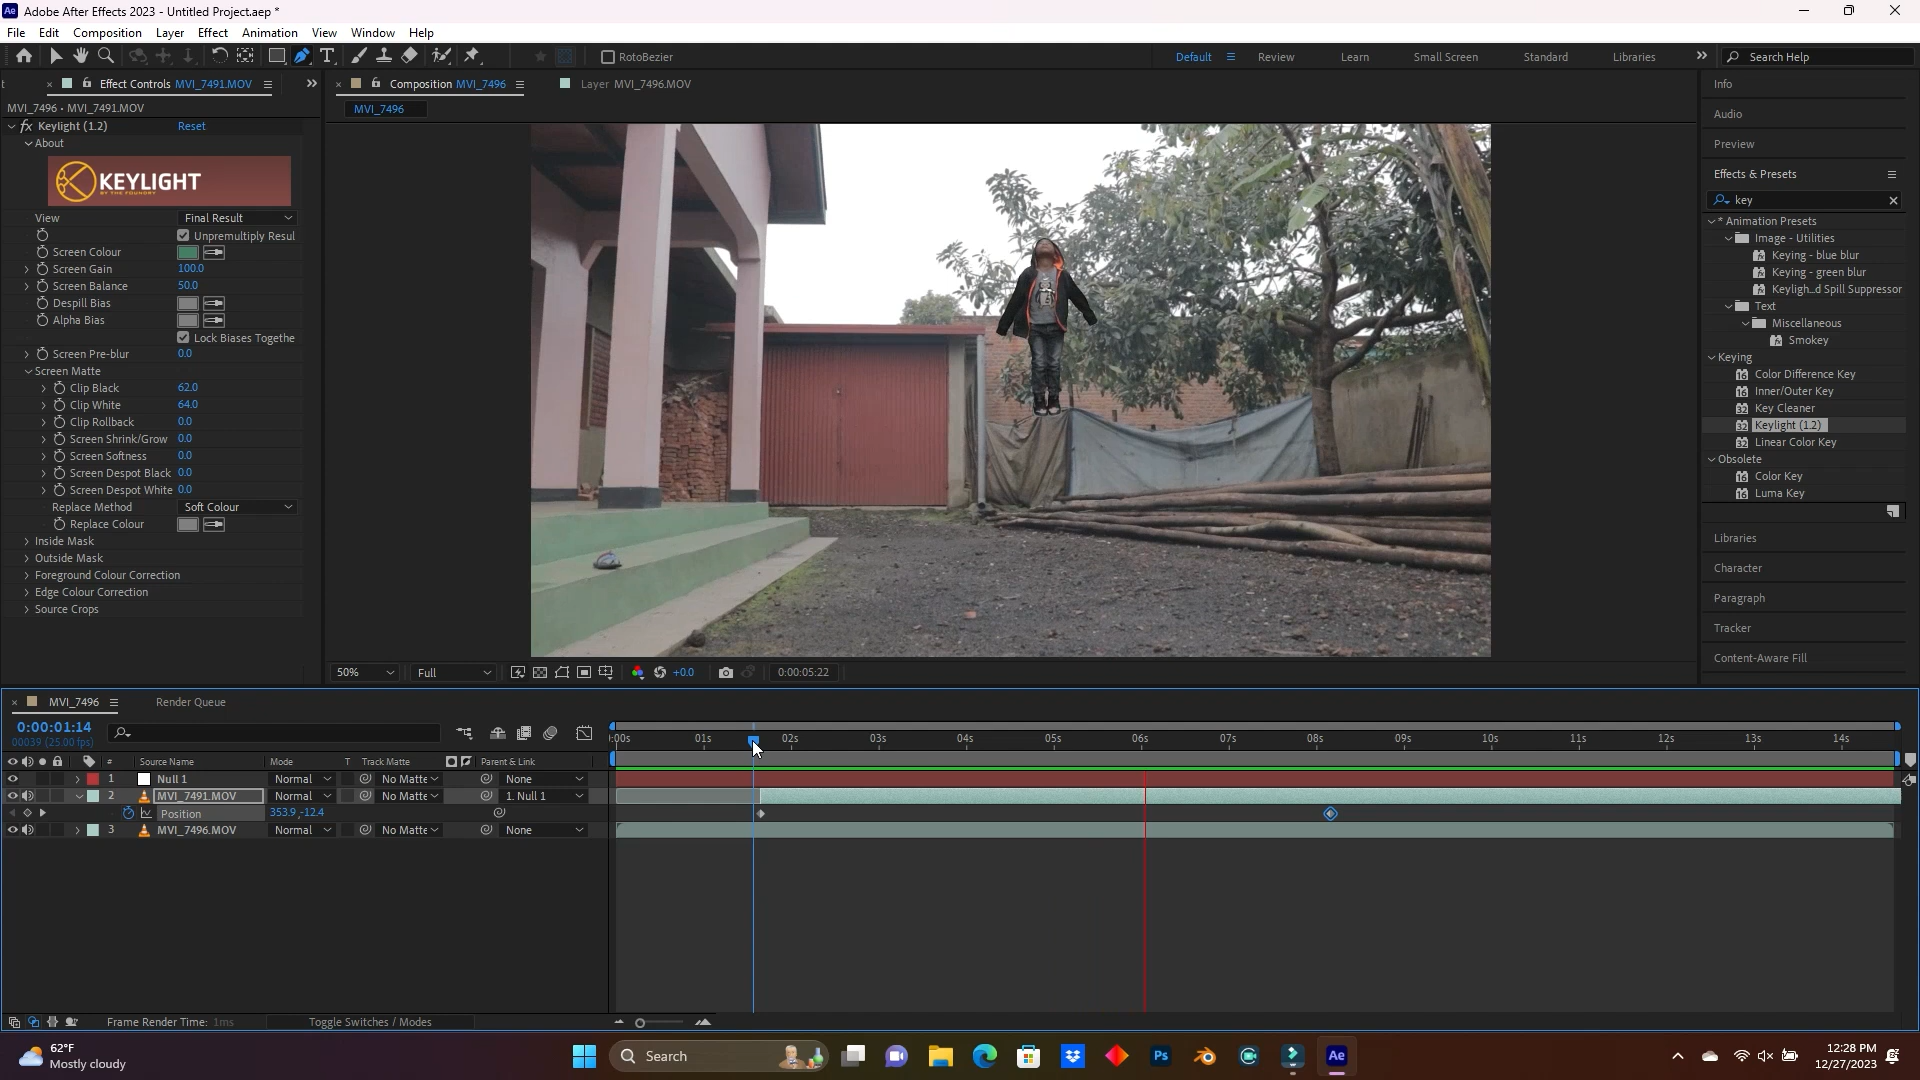 Adobe After Effects 2023 - Untitled Project.aep *
File Edit Composition Layer Effect Animation View Window Help
RotoBezier
Default Review Learn Small Screen Standard Libraries Search Help
Effect Controls MVI_7491.MOV
Composition MVI_7496
Layer MVI_7496.MOV
MVI_7496 • MVI_7491.MOV
MVI_7496
fx Keylight (1.2) Reset
About
KEYLIGHT
BY THE FOUNDRY
View Final Result
Unpremultiply Resul
Screen Colour
Screen Gain 100.0
Screen Balance 50.0
Despill Bias
Alpha Bias
Lock Biases Togethe
Screen Pre-blur 0.0
Screen Matte
Clip Black 62.0
Clip White 64.0
Clip Rollback 0.0
Screen Shrink/Grow 0.0
Screen Softness 0.0
Screen Despot Black 0.0
Screen Despot White 0.0
Replace Method Soft Colour
Replace Colour
Inside Mask
Outside Mask
Foreground Colour Correction
Edge Colour Correction
Source Crops
50% Full +0.0 0:00:05:22
Info
Audio
Preview
Effects & Presets
key
* Animation Presets
Image - Utilities
Keying - blue blur
Keying - green blur
Keyligh...d Spill Suppressor
Text
Miscellaneous
Smokey
Keying
Color Difference Key
Inner/Outer Key
Key Cleaner
Keylight (1.2)
Linear Color Key
Obsolete
Color Key
Luma Key
Libraries
Character
Paragraph
Tracker
Content-Aware Fill
MVI_7496 Render Queue
0:00:01:14
00039 (25.00 fps)
:00s 01s 02s 03s 04s 05s 06s 07s 08s 09s 10s 11s 12s 13s 14s
# Source Name Mode T Track Matte Parent & Link
1 Null 1 Normal No Matte None
2 MVI_7491.MOV Normal No Matte 1. Null 1
Position 353.9,-12.4
3 MVI_7496.MOV Normal No Matte None
Frame Render Time: 1ms Toggle Switches / Modes
62°F
Mostly cloudy
Search
Ps
Ae
12:28 PM
12/27/2023